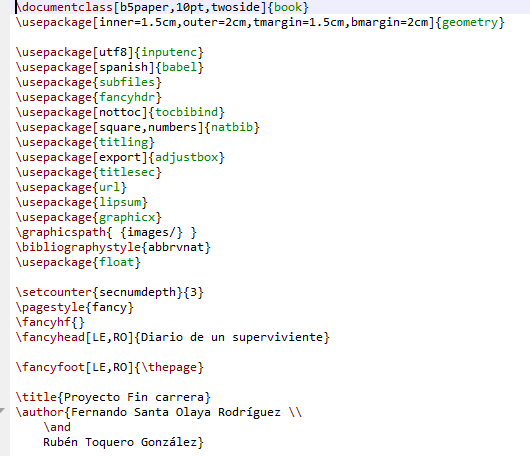 \documentclass[b5paper,10pt,twoside]{book}
\usepackage[inner=1.5cm,outer=2cm,tmargin=1.5cm,bmargin=2cm]{geometry}
\usepackage[utf8]{inputenc}
\usepackage[spanish]{babel}
\usepackage{subfiles}
\usepackage{fancyhdr}
\usepackage[nottoc]{tocbibind}
\usepackage[square,numbers]{natbib}
\usepackage{titling}
\usepackage[export]{adjustbox}
\usepackage{titlesec}
\usepackage{url}
\usepackage{lipsum}
\usepackage{graphicx}
\graphicspath{ {images/} }
\bibliographystyle{abbrvnat}
\usepackage{float}
\setcounter{secnumdepth}{3}
\pagestyle{fancy}
\fancyhf{}
\fancyhead[LE,RO]{Diario de un superviviente}
\fancyfoot[LE,RO]{\thepage}
\title{Proyecto Fin carrera}
\author{Fernando Santa Olaya Rodríguez \\
\and
Rubén Toquero González}